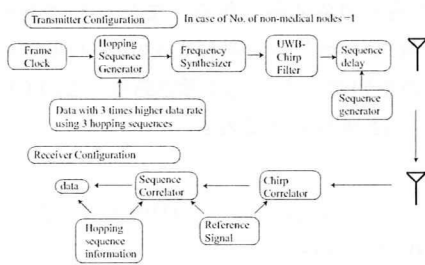 Transmitter Configuration
In case of No. of non-medical nodes =1
Frame
Clock
Hopping
Sequence
Generator
Frequency
Synthesizer
UWB-
Chirp
Filter
Sequence
delay
Data with 3 times higher data rate
using 3 hopping sequences
Sequence
generator
Receiver Configuration
data
Sequence
Correlator
Chirp
Correlator
Hopping
sequence
information
Reference
Signal